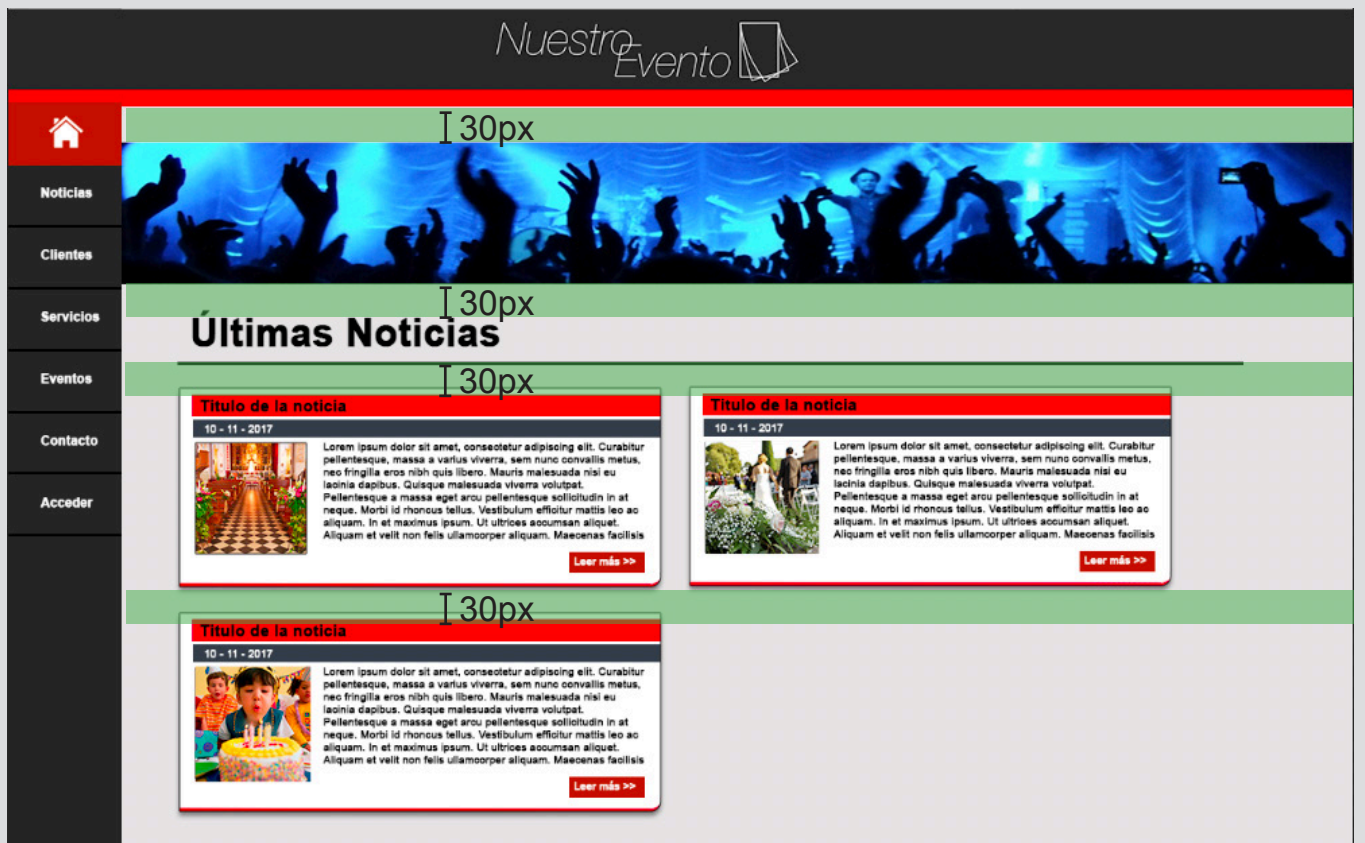 Nuestro
Evento
30px
Noticias
Clientes
Servicios
Eventos
Contacto
Acceder
30px
Últimas Noticias
30px
Titulo de la noticia
10 - 11 - 2017
Lorem ipsum dolor sit amet, consectetur adipiscing elit. Curabitur
pellentesque, massa a varius viverra, sem nunc convallis metus,
nec fringilla eros nibh quis libero. Mauris malesuada nisi eu
lacinia dapibus. Quisque malesuada viverra volutpat.
Pellentesque a massa eget arcu pellentesque sollicitudin in at
neque. Morbi id rhoncus tellus. Vestibulum efficitur mattis leo ac
aliquam. In et maximus ipsum. Ut ultrices accumsan aliquet.
Aliquam et velit non felis ullamcorper aliquam. Maecenas facilisis
Leer más >>
Titulo de la noticia
10 - 11 - 2017
Lorem ipsum dolor sit amet, consectetur adipiscing elit. Curabitur
pellentesque, massa a varius viverra, sem nunc convallis metus,
nec fringilla eros nibh quis libero. Mauris malesuada nisi eu
lacinia dapibus. Quisque malesuada viverra volutpat.
Pellentesque a massa eget arcu pellentesque sollicitudin in at
neque. Morbi id rhoncus tellus. Vestibulum efficitur mattis leo ac
aliquam. In et maximus ipsum. Ut ultrices accumsan aliquet.
Aliquam et velit non felis ullamcorper aliquam. Maecenas facilisis
Leer más >>
30px
Titulo de la noticia
10 - 11 - 2017
Lorem ipsum dolor sit amet, consectetur adipiscing elit. Curabitur
pellentesque, massa a varius viverra, sem nunc convallis metus,
nec fringilla eros nibh quis libero. Mauris malesuada nisi eu
lacinia dapibus. Quisque malesuada viverra volutpat.
Pellentesque a massa eget arcu pellentesque sollicitudin in at
neque. Morbi id rhoncus tellus. Vestibulum efficitur mattis leo ac
aliquam. In et maximus ipsum. Ut ultrices accumsan aliquet.
Aliquam et velit non felis ullamcorper aliquam. Maecenas facilisis
Leer más >>